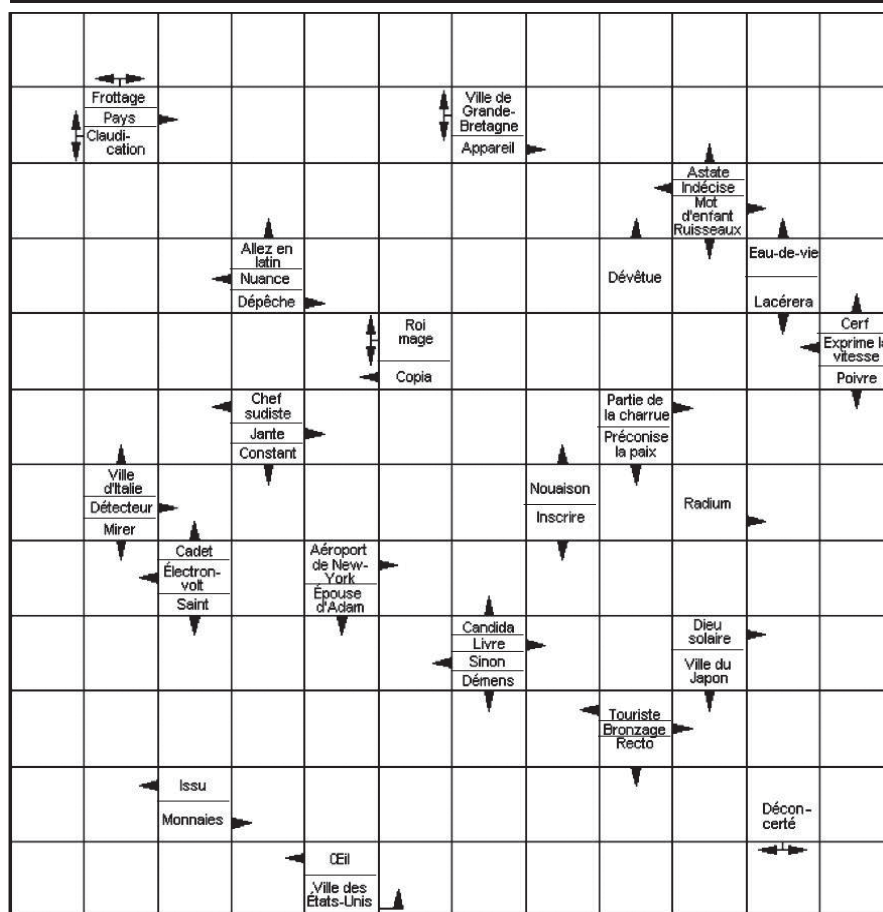 Frottage
Pays
Claudi-
cation
Ville de
Grande-
Bretagne
Appareil
Astate
Indécise
Mot
d'enfant
Ruisseaux
Allez en
latin
Nuance
Dépêche
Dévêtue
Eau-de-vie
Lacérera
Roi
mage
Copia
Cerf
Exprime la
vitesse
Poivre
Chef
sudiste
Jante
Constant
Partie de
la charrue
Préconise
la paix
Ville
d'Italie
Détecteur
Mirer
Nouaison
Inscrire
Radium
Cadet
Électron-
volt
Saint
Aéroport
de New-
York
Épouse
d'Adam
Candida
Livre
Sinon
Démens
Dieu
solaire
Ville du
Japon
Touriste
Bronzage
Recto
Issu
Monnaies
Décon-
certé
Œil
Ville des
États-Unis